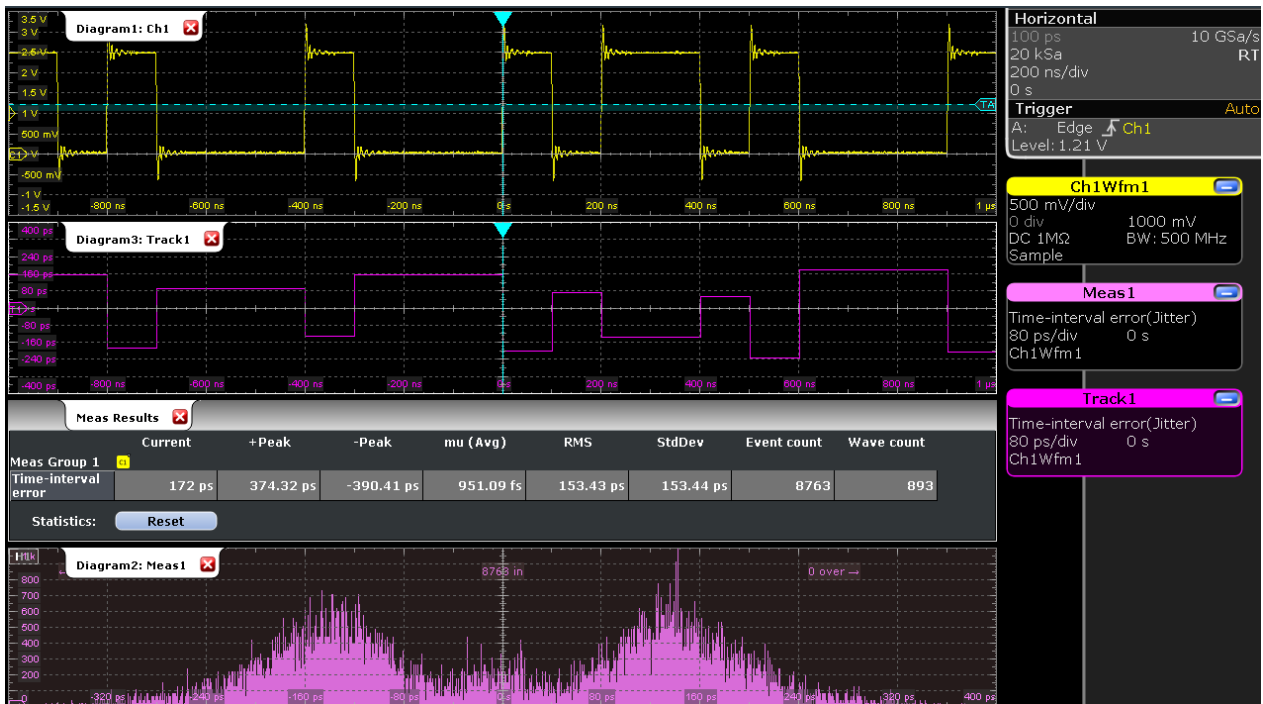 Diagram1: Ch1
3.5 V
3 V
2.5 V
2 V
1.5 V
1 V
500 mV
C1 V
-500 mV
-1 V
-1.5 V
TA
-800 ns -600 ns -400 ns -200 ns 0 s 200 ns 400 ns 600 ns 800 ns 1 µs
Diagram3: Track1
400 ps
240 ps
160 ps
80 ps
-80 ps
-160 ps
-240 ps
-400 ps
-800 ns -600 ns -400 ns -200 ns 0 s 200 ns 400 ns 600 ns 800 ns 1 µs
Meas Results
Current +Peak -Peak mu (Avg) RMS StdDev Event count Wave count
Meas Group 1 C1
Time-interval error 172 ps 374.32 ps -390.41 ps 951.09 fs 153.43 ps 153.44 ps 8763 893
Statistics: Reset
Diagram2: Meas1
8763 in
0 over →
800
700
600
500
400
300
200
0
-320 ps -240 ps -160 ps -80 ps 0 s 80 ps 160 ps 240 ps 320 ps 400 ps
Horizontal
100 ps 10 GSa/s
20 kSa RT
200 ns/div
0 s
Trigger Auto
A: Edge Ch1
Level: 1.21 V
Ch1Wfm1
500 mV/div
0 div 1000 mV
DC 1MΩ BW: 500 MHz
Sample
Meas1
Time-interval error(Jitter)
80 ps/div 0 s
Ch1Wfm1
Track1
Time-interval error(Jitter)
80 ps/div 0 s
Ch1Wfm1